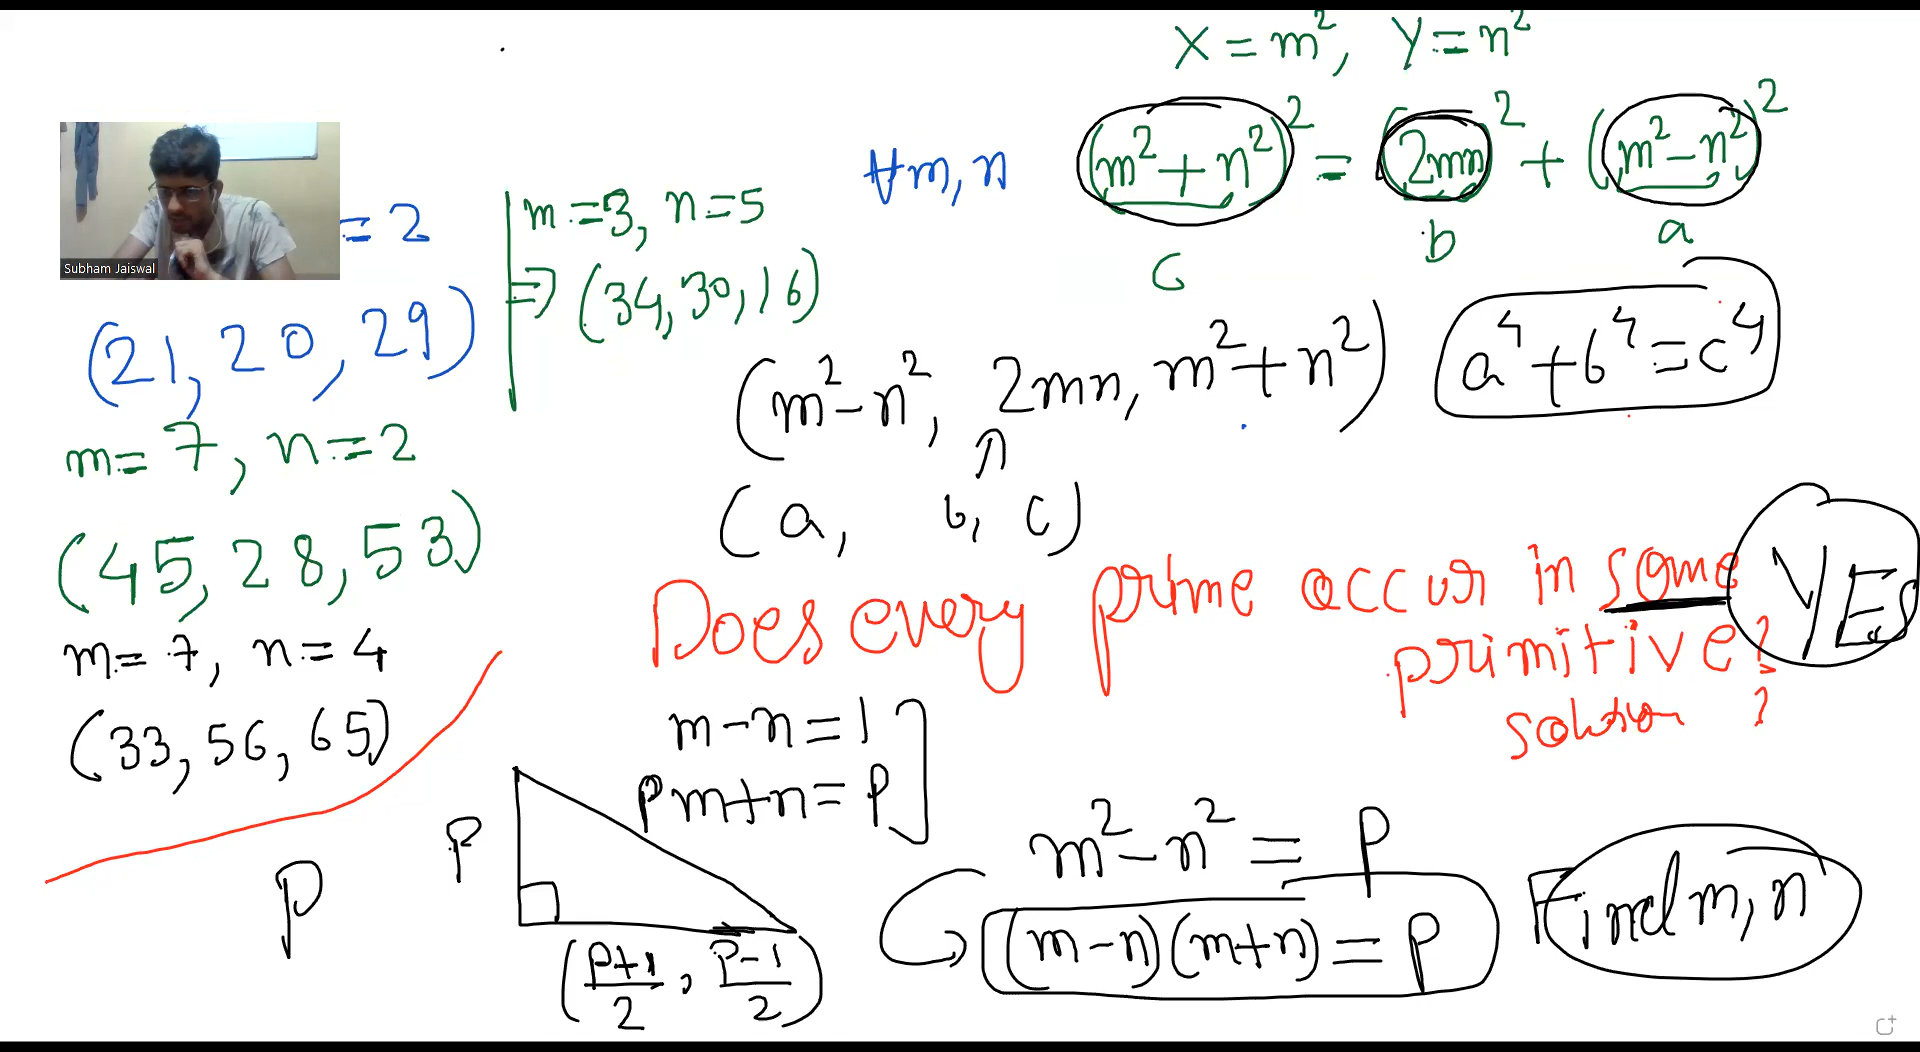 X = m², Y = n²
∀m, n (m² + n²)² = (2mn)² + (m² – n²)²
c b a
Subham Jaiswal
= 2
(21, 20, 29)
m = 3, n = 5
⇒ (34, 30, 16)
(m² – n², 2mn, m² + n²)
a⁴ + b⁴ = c⁴
m = 7, n = 2
(a, b, c)
(45, 28, 53)
Does every prime occur in some
primitive?
solution ?
YES
m = 7, n = 4
(33, 56, 65)
m – n = 1
p m + n = p
m² – n² = p
(m – n)(m + n) = p
Find m, n
p
p
(p+1/2, p–1/2)